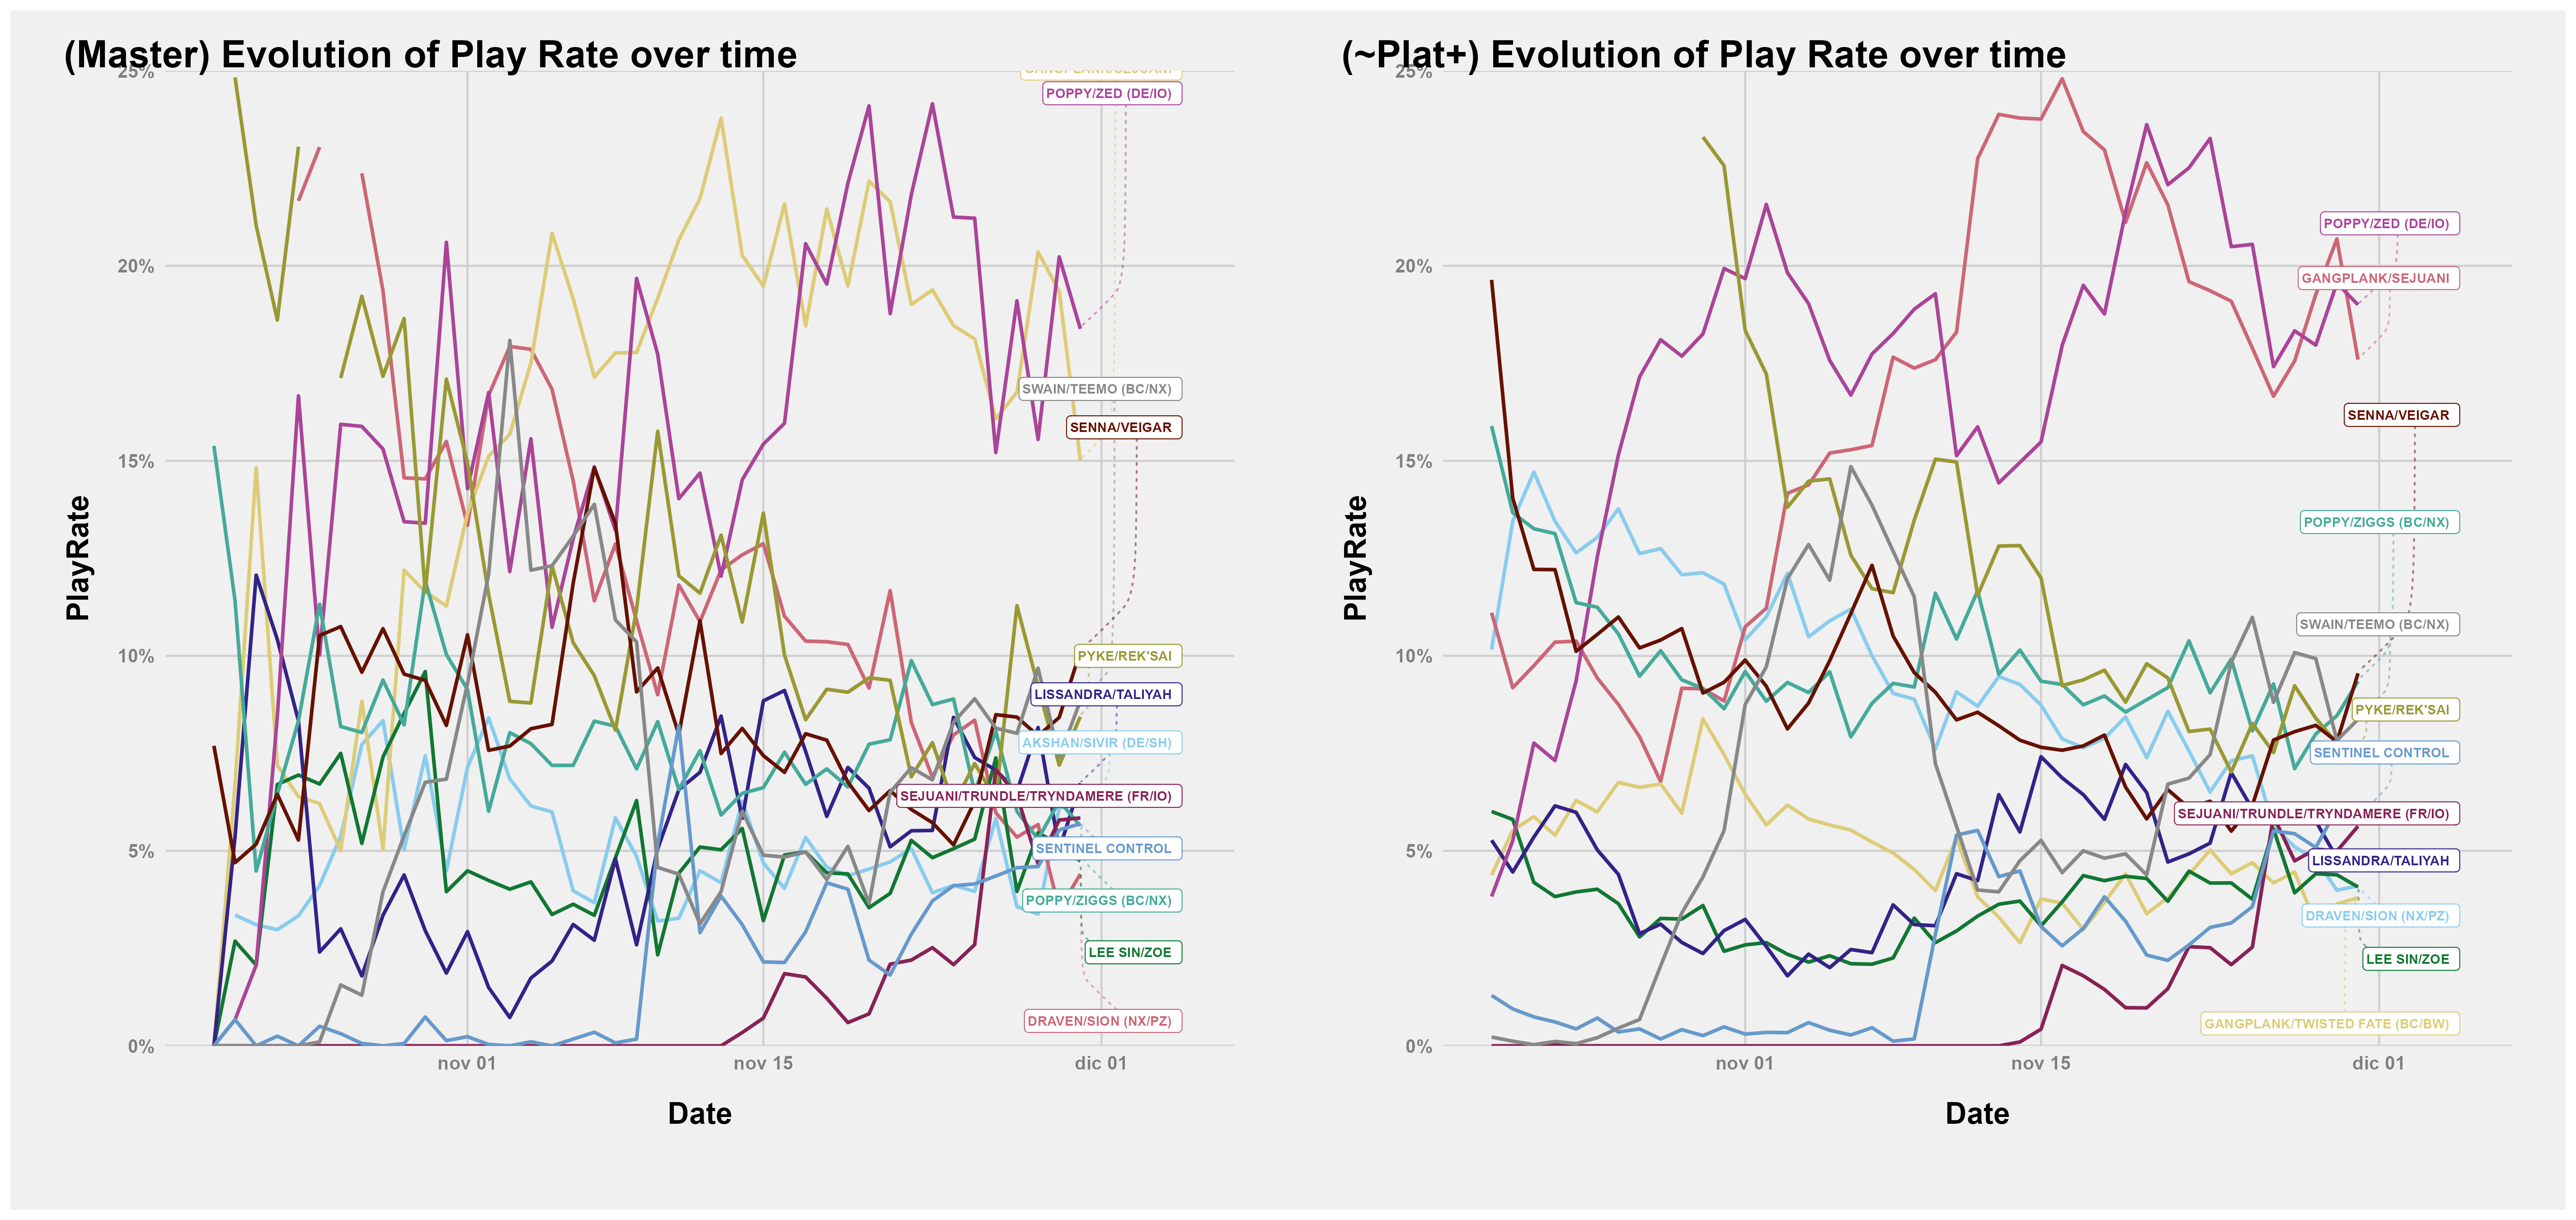 (Master) Evolution of Play Rate over time
25%
20%
15%
10%
5%
0%
PlayRate
nov 01
nov 15
dic 01
Date
GANGPLANK/SEJUANI
POPPY/ZED (DE/IO)
SWAIN/TEEMO (BC/NX)
SENNA/VEIGAR
PYKE/REK'SAI
LISSANDRA/TALIYAH
AKSHAN/SIVIR (DE/SH)
SEJUANI/TRUNDLE/TRYNDAMERE (FR/IO)
SENTINEL CONTROL
POPPY/ZIGGS (BC/NX)
LEE SIN/ZOE
DRAVEN/SION (NX/PZ)
(~Plat+) Evolution of Play Rate over time
25%
20%
15%
10%
5%
0%
PlayRate
nov 01
nov 15
dic 01
Date
POPPY/ZED (DE/IO)
GANGPLANK/SEJUANI
SENNA/VEIGAR
POPPY/ZIGGS (BC/NX)
SWAIN/TEEMO (BC/NX)
PYKE/REK'SAI
SENTINEL CONTROL
SEJUANI/TRUNDLE/TRYNDAMERE (FR/IO)
LISSANDRA/TALIYAH
DRAVEN/SION (NX/PZ)
LEE SIN/ZOE
GANGPLANK/TWISTED FATE (BC/BW)